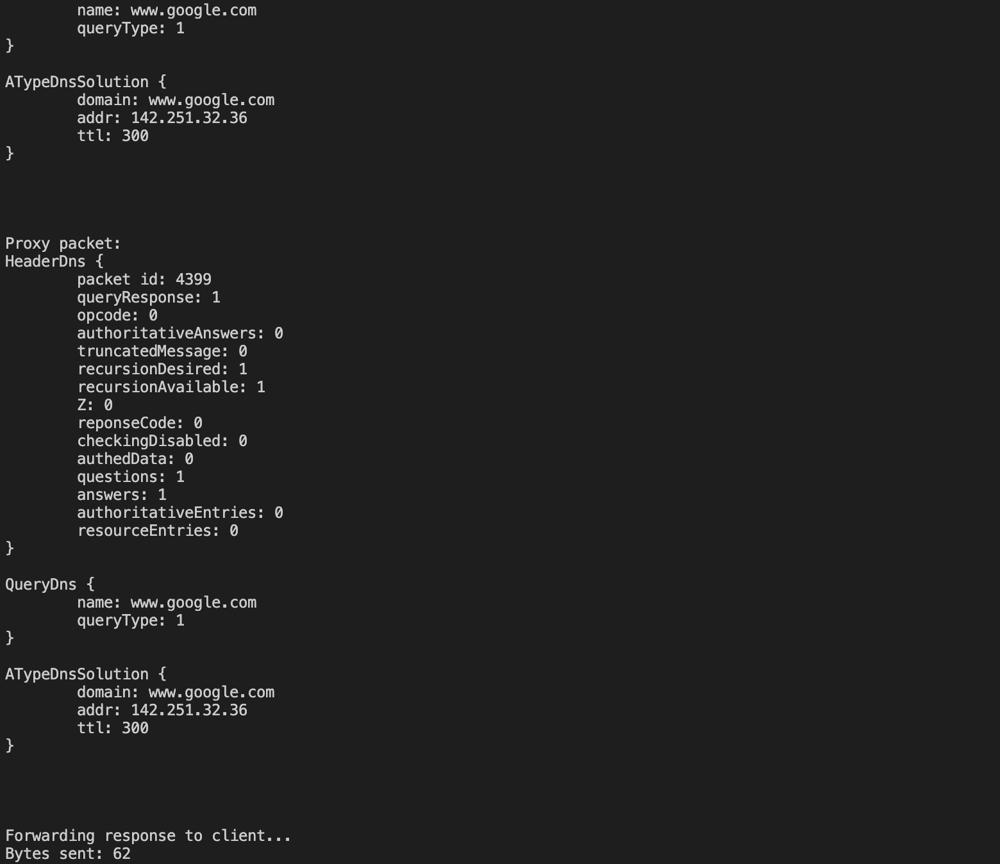 name: www.google.com
queryType: 1
}
ATypeDnsSolution {
domain: www.google.com
addr: 142.251.32.36
ttl: 300
}
Proxy packet:
HeaderDns {
packet id: 4399
queryResponse: 1
opcode: 0
authoritativeAnswers: 0
truncatedMessage: 0
recursionDesired: 1
recursionAvailable: 1
Z: 0
reponseCode: 0
checkingDisabled: 0
authedData: 0
questions: 1
answers: 1
authoritativeEntries: 0
resourceEntries: 0
}
QueryDns {
name: www.google.com
queryType: 1
}
ATypeDnsSolution {
domain: www.google.com
addr: 142.251.32.36
ttl: 300
}
Forwarding response to client...
Bytes sent: 62